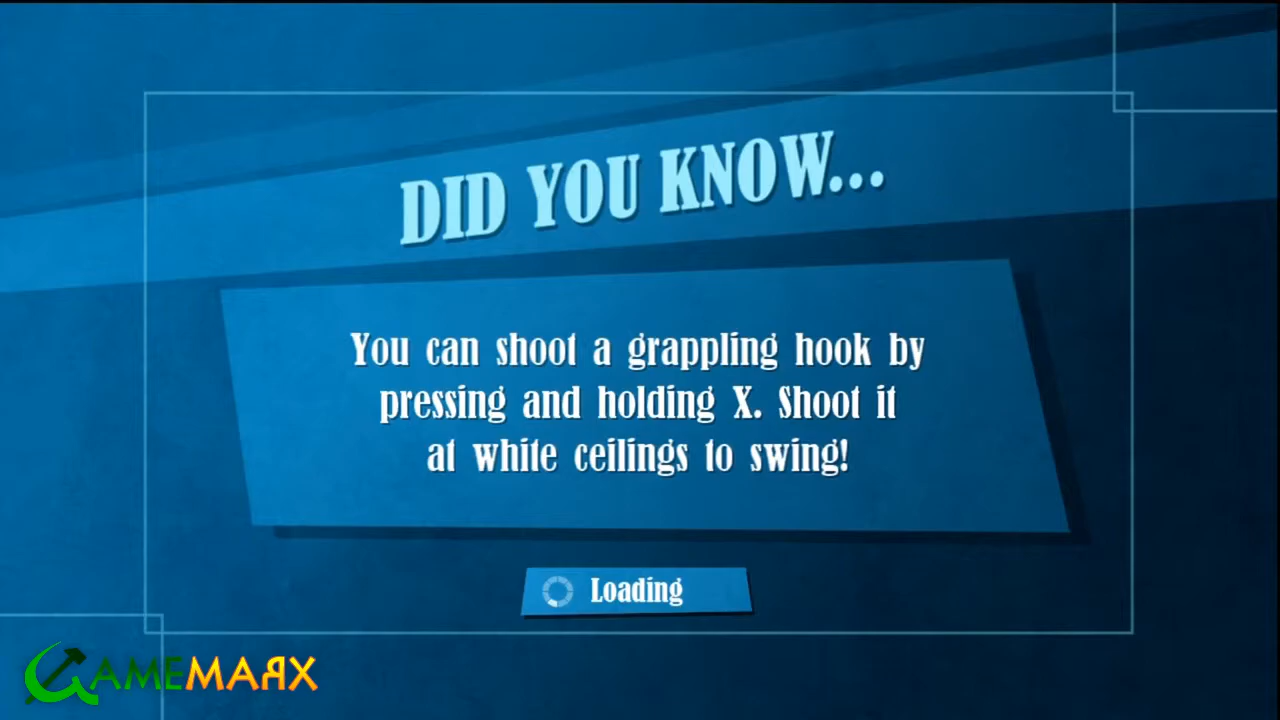 DID YOU KNOW...
You can shoot a grappling hook by
pressing and holding X. Shoot it
at white ceilings to swing!
Loading
GAMEMARX